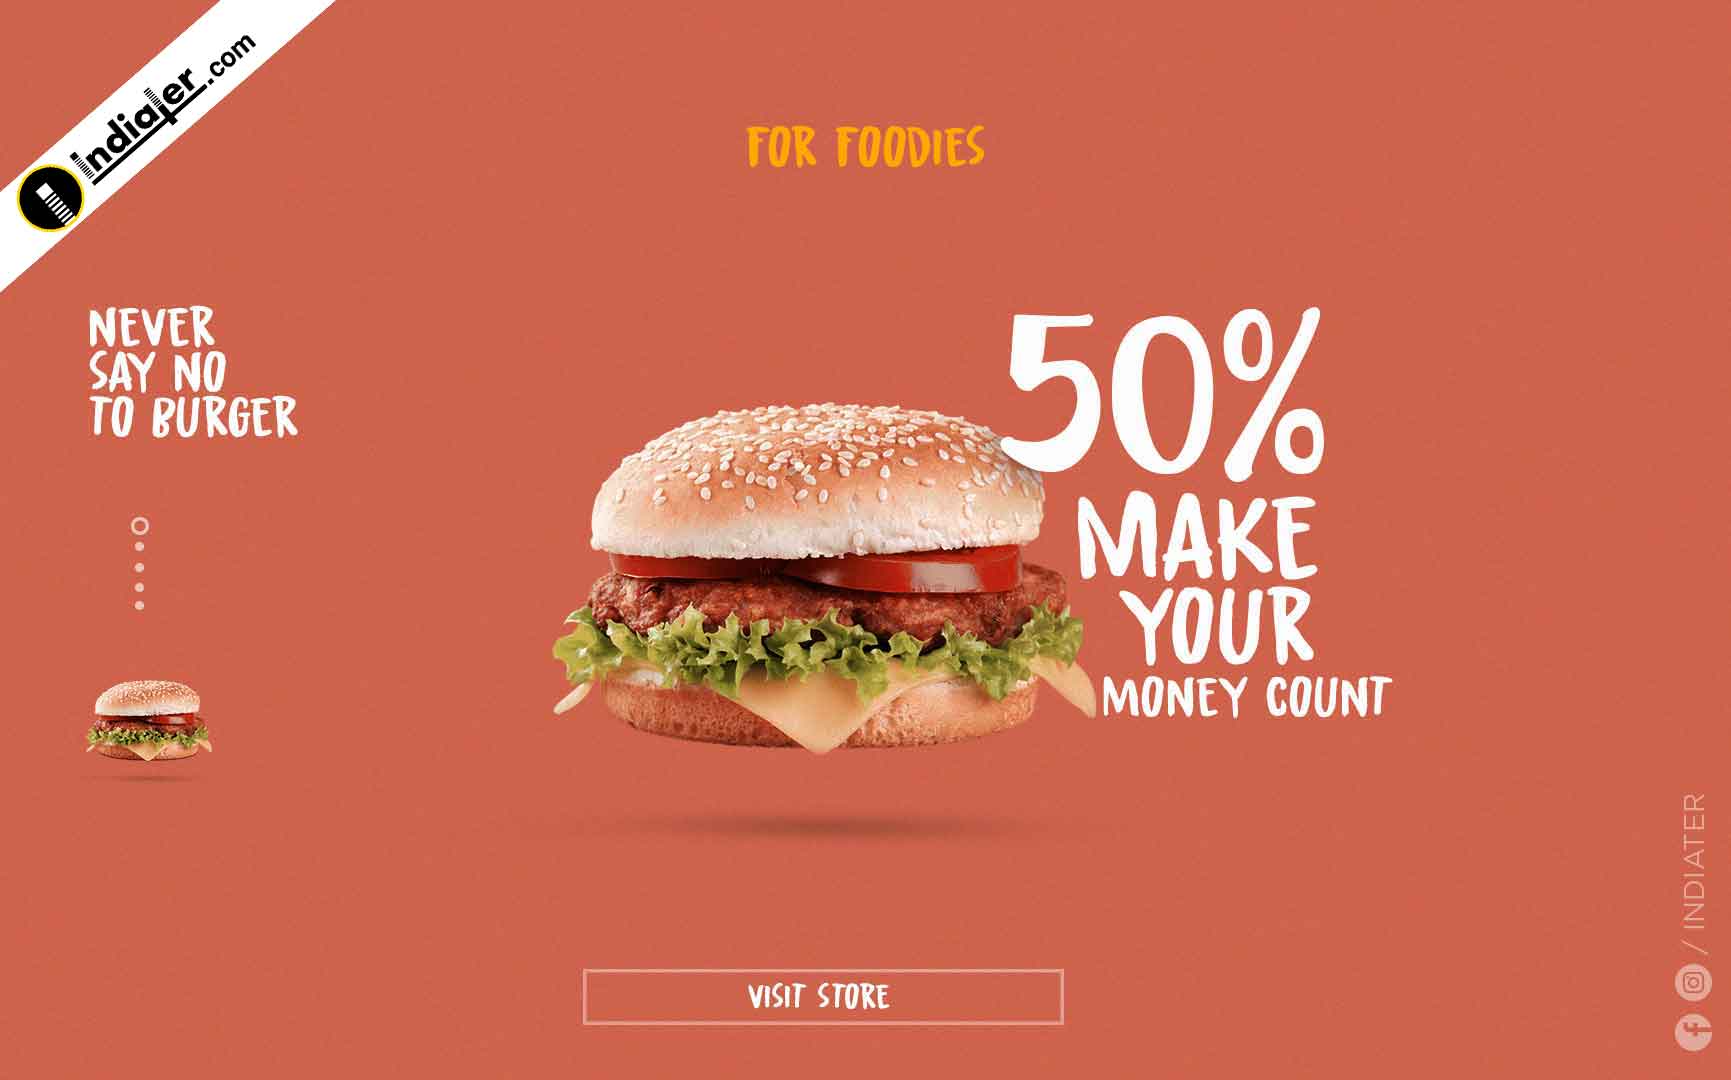 indiater.com
FOR FOODIES
NEVER
SAY NO
TO BURGER
50%
MAKE
YOUR
MONEY COUNT
VISIT STORE
/ INDIATER